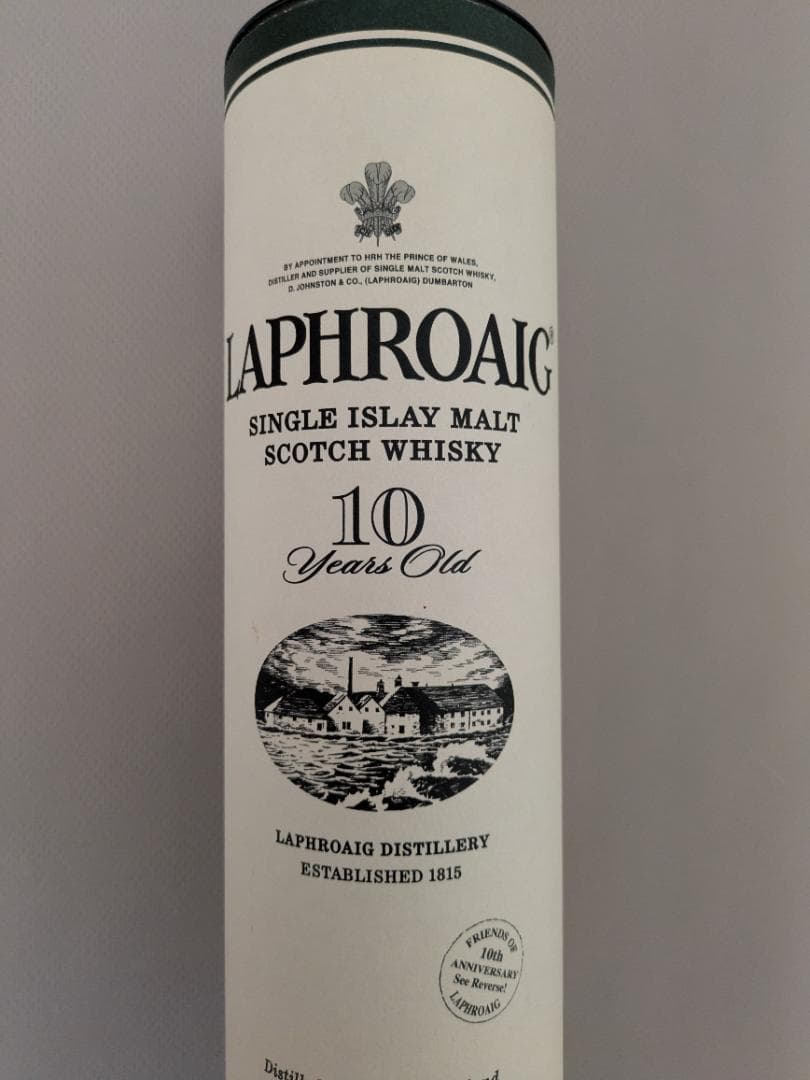 BY APPOINTMENT TO HRH THE PRINCE OF WALES,
DISTILLER AND SUPPLIER OF SINGLE MALT SCOTCH WHISKY,
D. JOHNSTON & CO., (LAPHROAIG) DUMBARTON
LAPHROAIG®
SINGLE ISLAY MALT
SCOTCH WHISKY
10
Years Old
LAPHROAIG DISTILLERY
ESTABLISHED 1815
FRIENDS OF
10th
ANNIVERSARY
See Reverse!
LAPHROAIG